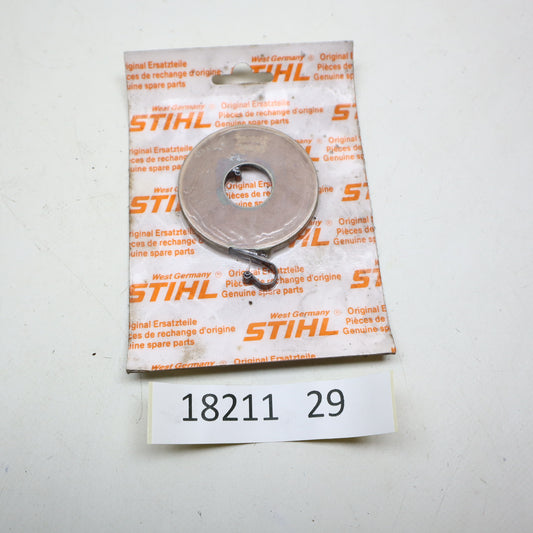 West Germany ®
STIHL
Original Ersatzteile
Pièces de rechange d'origine
Genuine spare parts
West Germany ®
STIHL
Original Ersatzteile
Pièces de rechange d'origine
Genuine spare parts
STIHL
Original Ersatzteile
Pièces de rechange
Genuine spare parts
West Germany
STIHL
Original Ersatzteile
Pièces de rechange d'origine
Genuine spare parts
West Germany ®
STIHL
Original Ersatzteile
Pièces de rechange d'origine
Genuine spare parts
18211 29